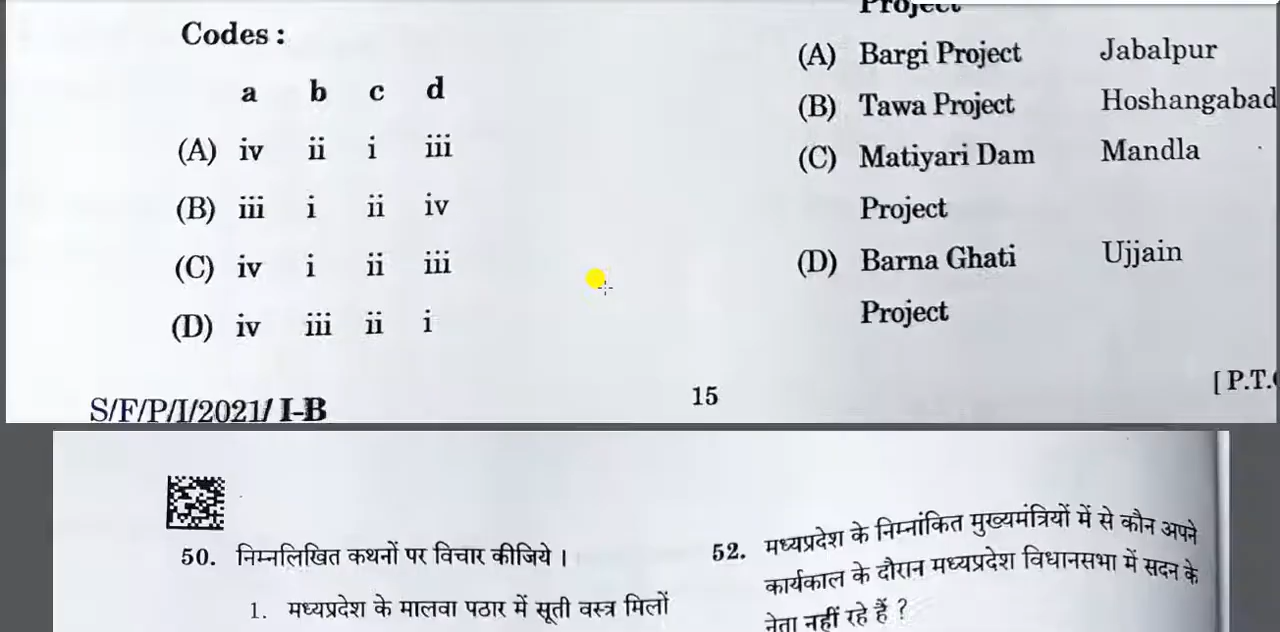 Codes :
a b c d
(A) iv ii i iii
(B) iii i ii iv
(C) iv i ii iii
(D) iv iii ii i
Project
(A) Bargi Project Jabalpur
(B) Tawa Project Hoshangabad
(C) Matiyari Dam Mandla
Project
(D) Barna Ghati Ujjain
Project
S/F/P/I/2021/ I-B
15
[ P.T.
50. निम्नलिखित कथनों पर विचार कीजिये ।
1. मध्यप्रदेश के मालवा पठार में सूती वस्त्र मिलों
52. मध्यप्रदेश के निम्नांकित मुख्यमंत्रियों में से कौन अपने
कार्यकाल के दौरान मध्यप्रदेश विधानसभा में सदन के
नेता नहीं रहे हैं ?